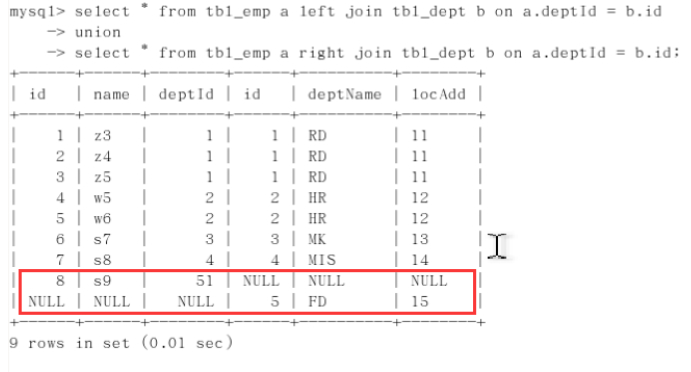 mysql> select * from tbl_emp a left join tbl_dept b on a.deptId = b.id
    -> union
    -> select * from tbl_emp a right join tbl_dept b on a.deptId = b.id;
+------+------+--------+------+----------+--------+
| id   | name | deptId | id   | deptName | locAdd |
+------+------+--------+------+----------+--------+
|    1 | z3   |      1 |    1 | RD       | 11     |
|    2 | z4   |      1 |    1 | RD       | 11     |
|    3 | z5   |      1 |    1 | RD       | 11     |
|    4 | w5   |      2 |    2 | HR       | 12     |
|    5 | w6   |      2 |    2 | HR       | 12     |
|    6 | s7   |      3 |    3 | MK       | 13     |
|    7 | s8   |      4 |    4 | MIS      | 14     |
|    8 | s9   |     51 | NULL | NULL     | NULL   |
| NULL | NULL |   NULL |    5 | FD       | 15     |
+------+------+--------+------+----------+--------+
9 rows in set (0.01 sec)